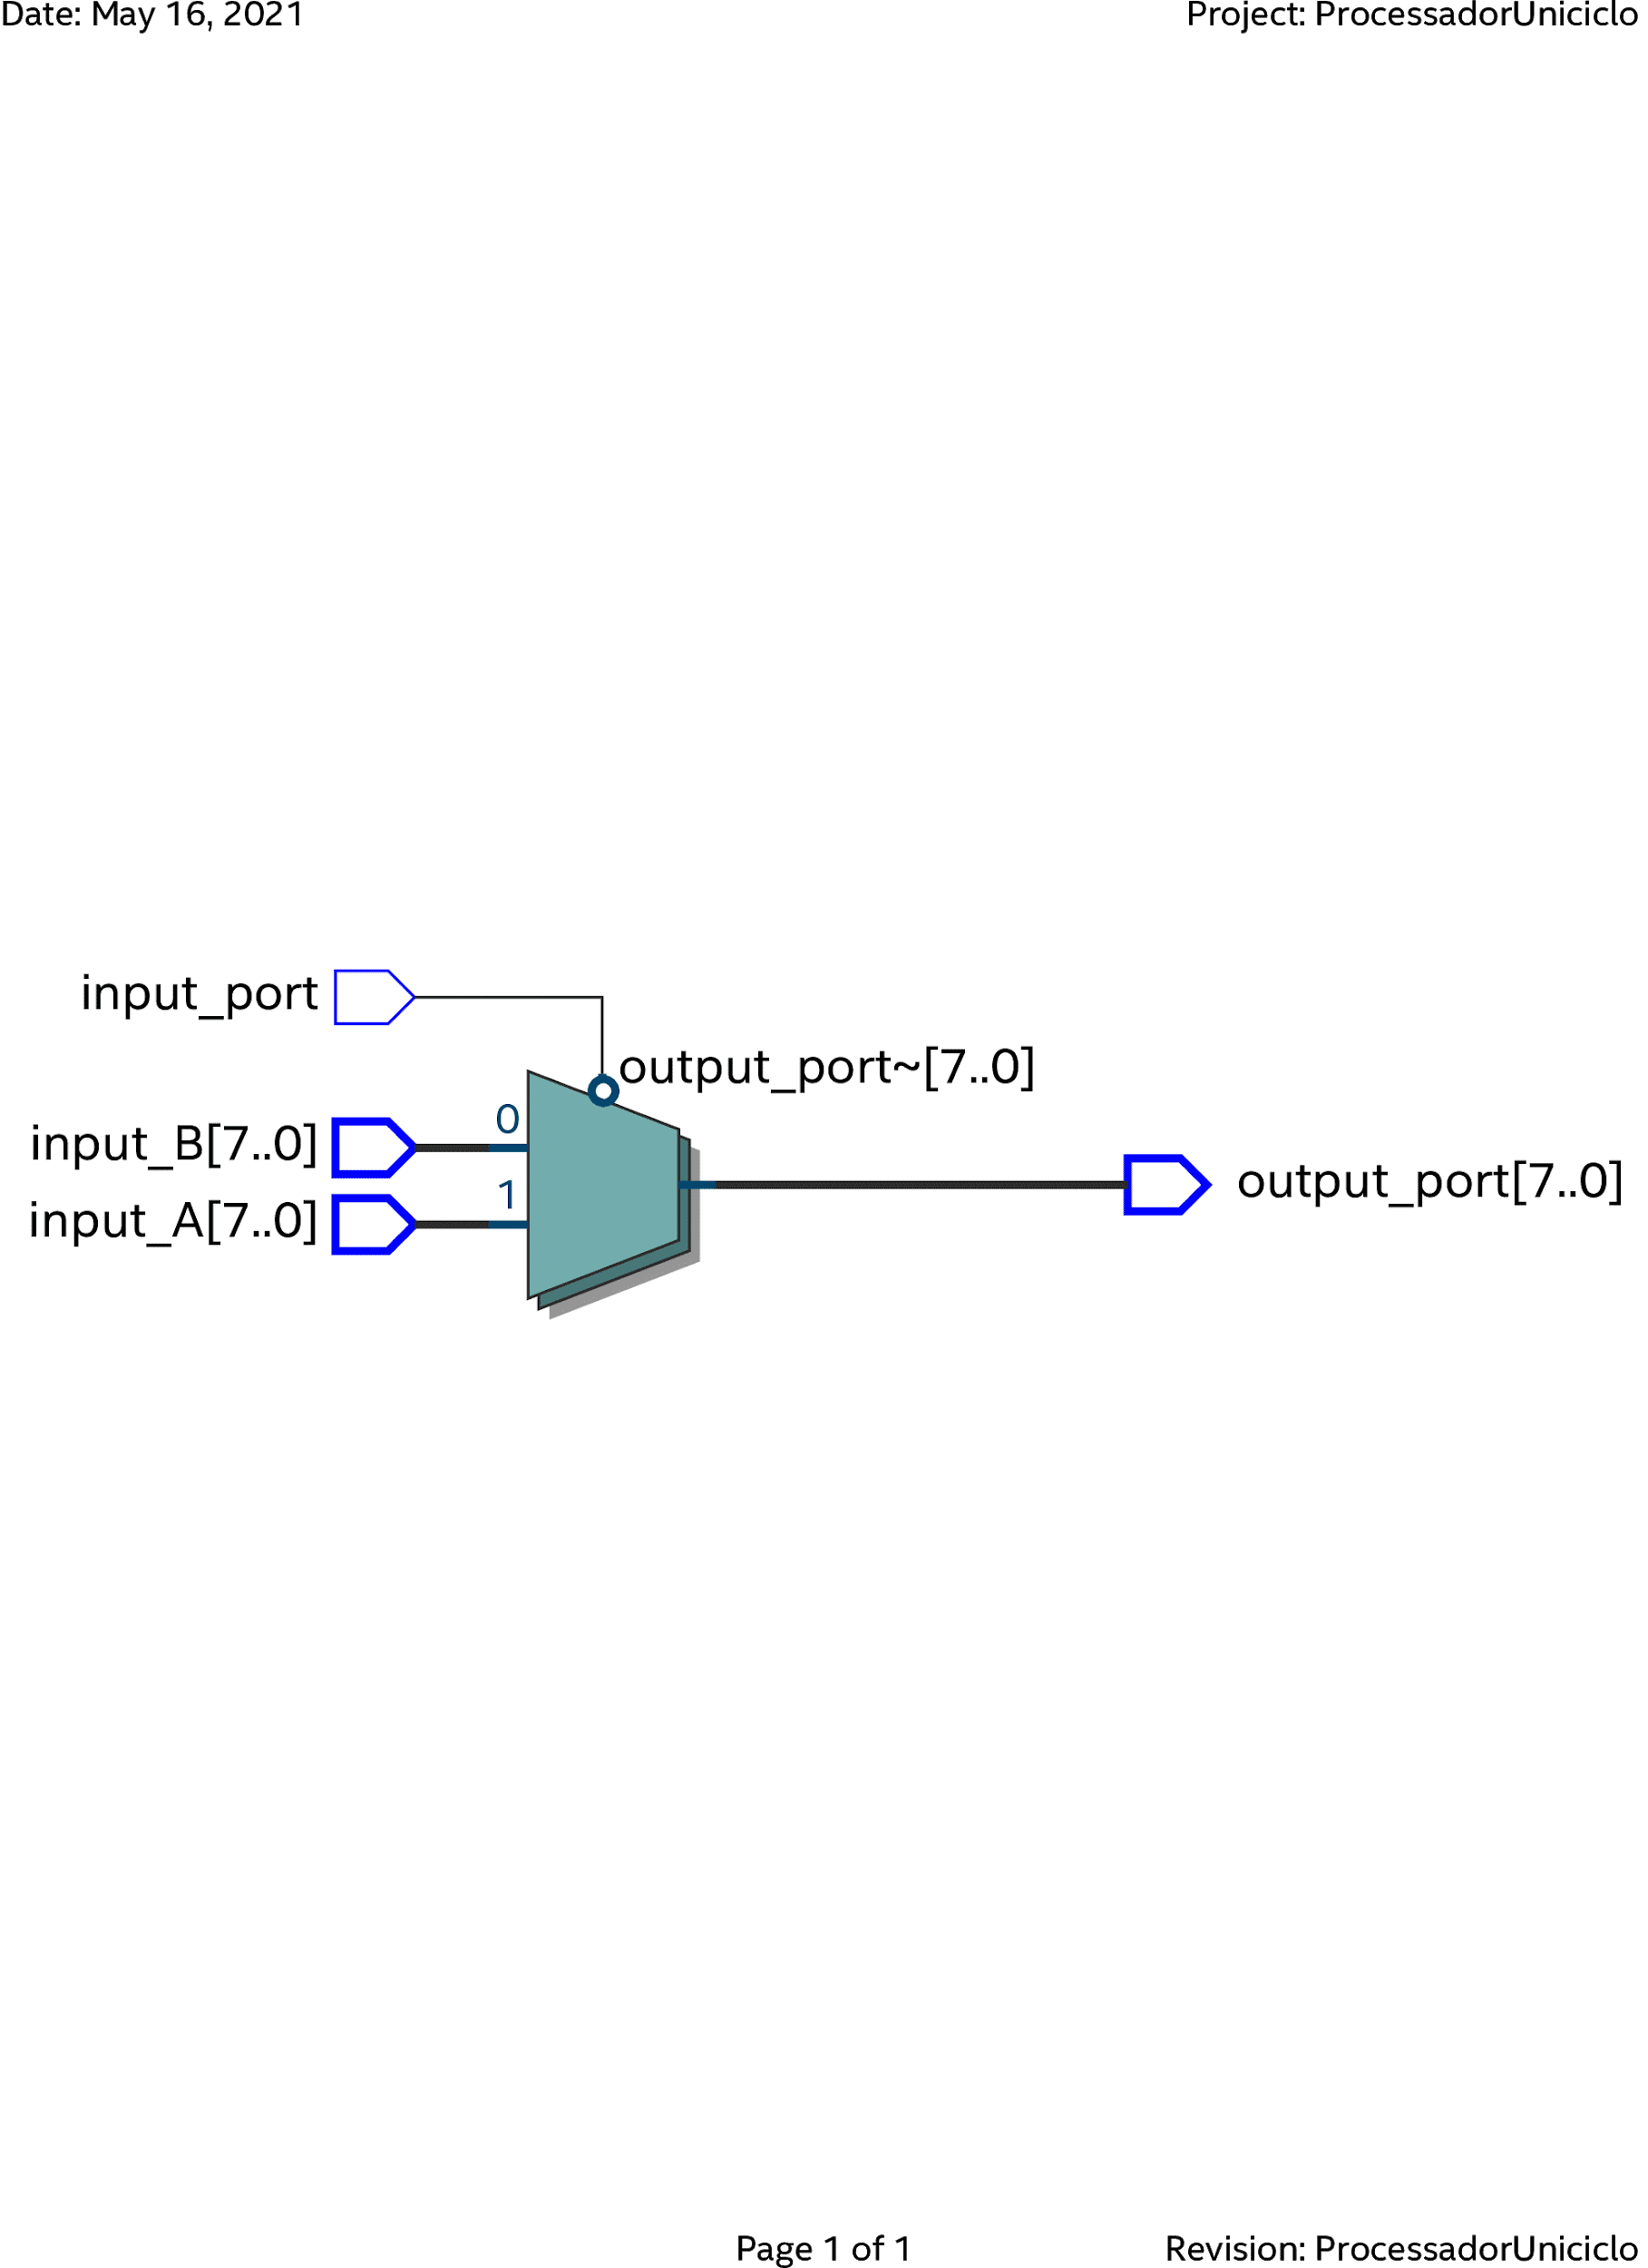 Date: May 16, 2021
Project: ProcessadorUniciclo
input_port
output_port~[7..0]
0
input_B[7..0]
1
input_A[7..0]
output_port[7..0]
Page 1 of 1
Revision: ProcessadorUniciclo